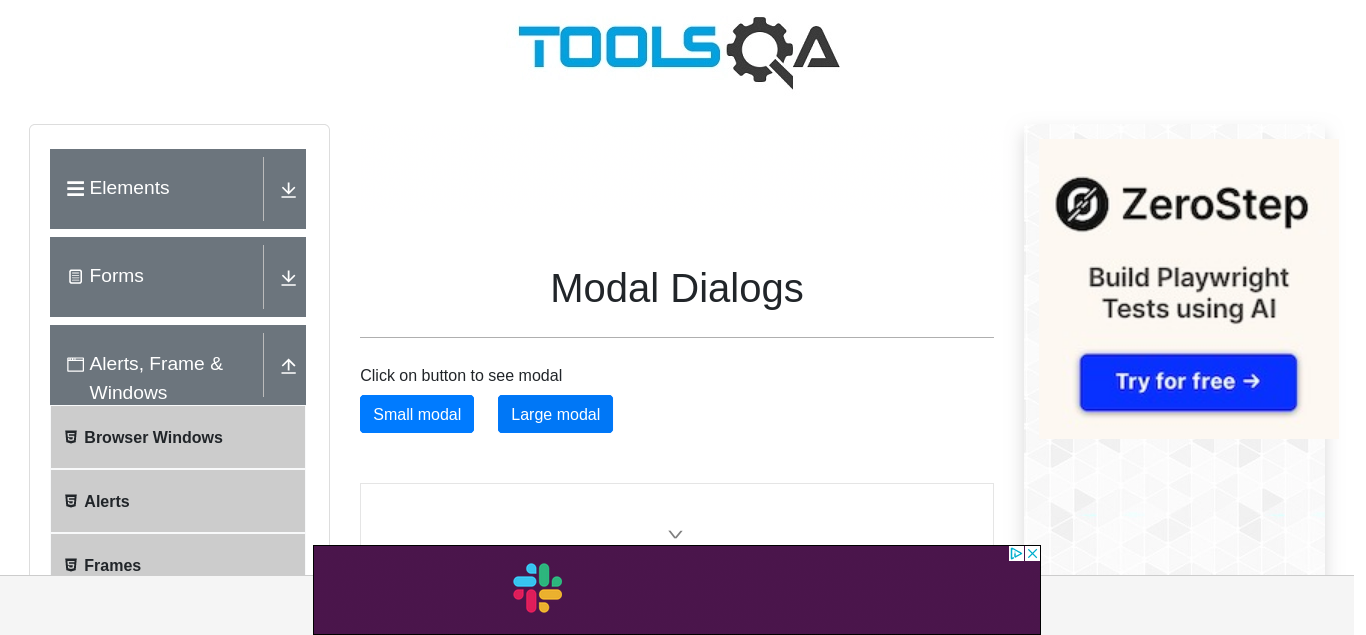 TOOLSQA
Elements
Forms
Alerts, Frame &
Windows
Browser Windows
Alerts
Frames
Modal Dialogs
Click on button to see modal
Small modal
Large modal
ZeroStep
Build Playwright
Tests using AI
Try for free →